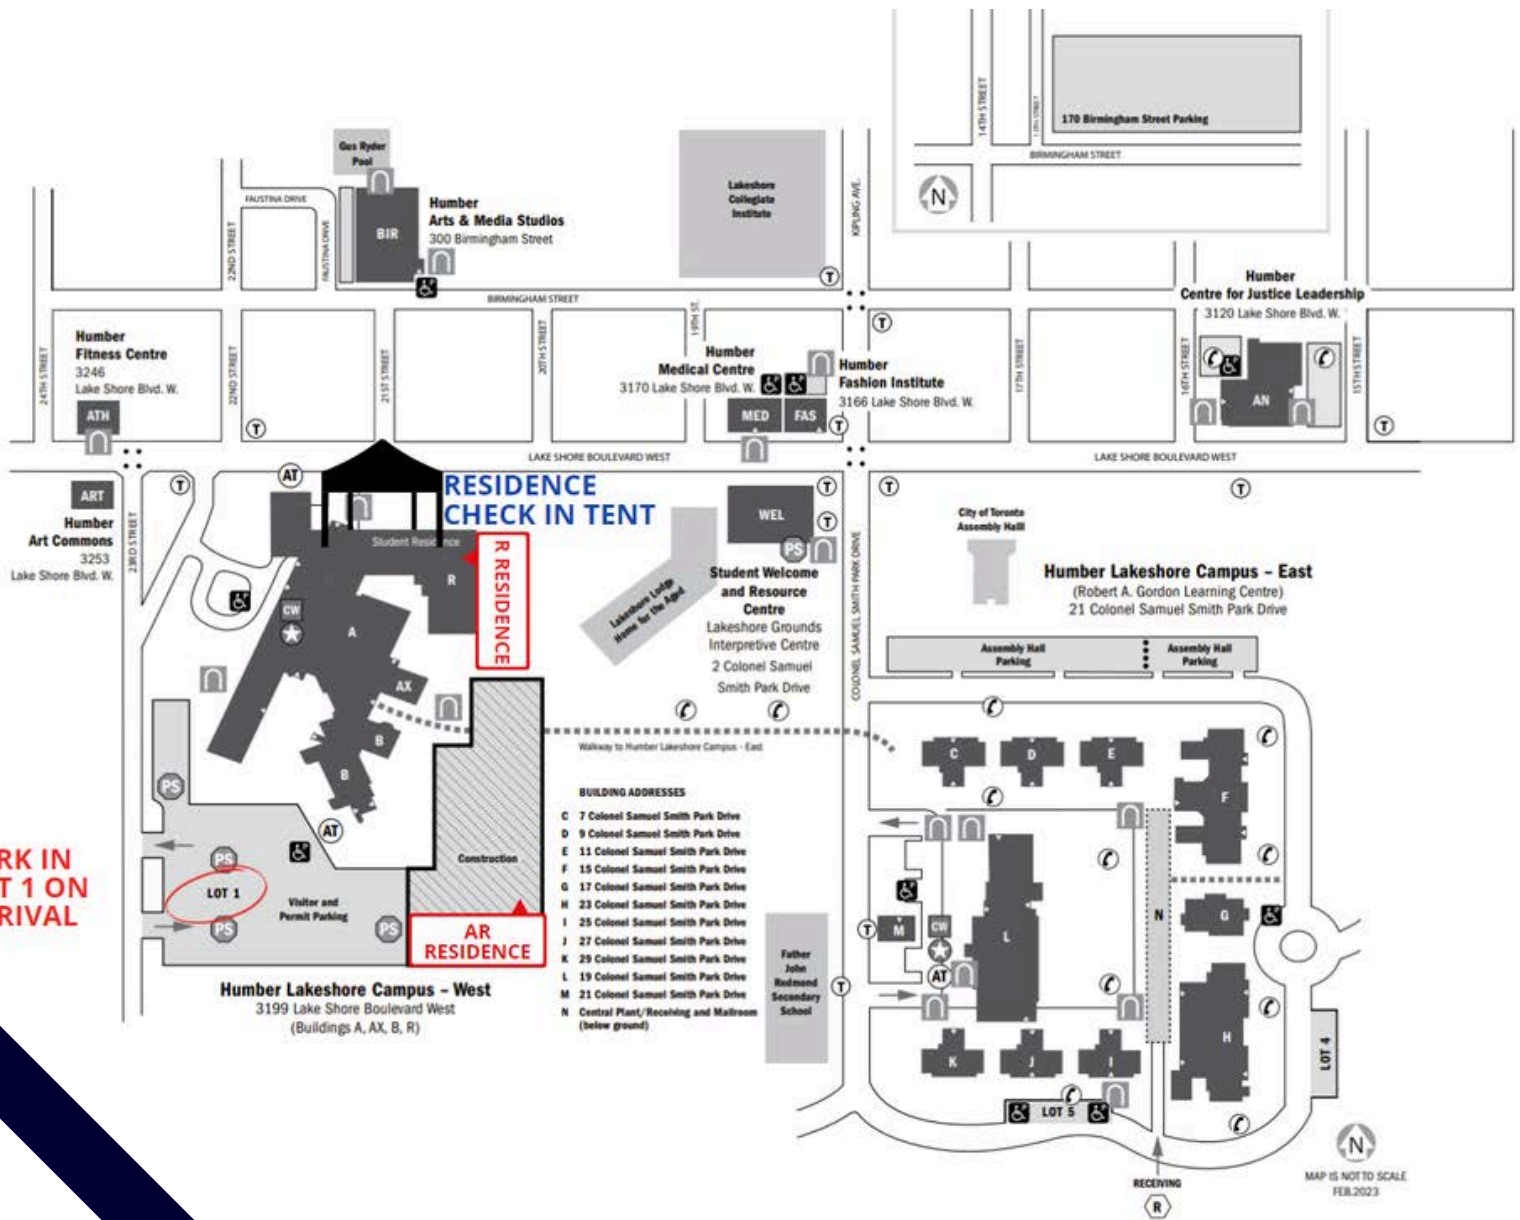 14TH STREET
170 Birmingham Street Parking
BIRMINGHAM STREET
N
Gus Ryder
Pool
FAUSTINA DRIVE
FAUSTINA DRIVE
22ND STREET
BIR
Humber
Arts & Media Studios
300 Birmingham Street
Lakeshore
Collegiate
Institute
KIPLING AVE.
T
BIRMINGHAM STREET
Humber
Centre for Justice Leadership
3120 Lake Shore Blvd. W.
T
Humber
Fitness Centre
3246
Lake Shore Blvd. W.
ATH
24TH STREET
22ND STREET
21ST STREET
20TH STREET
19TH ST.
Humber
Medical Centre
3170 Lake Shore Blvd. W.
Humber
Fashion Institute
3166 Lake Shore Blvd. W.
MED
FAS
T
17TH STREET
16TH STREET
AN
15TH STREET
T
T
LAKE SHORE BOULEVARD WEST
LAKE SHORE BOULEVARD WEST
T
AT
RESIDENCE
CHECK IN TENT
ART
Humber
Art Commons
3253
Lake Shore Blvd. W.
23RD STREET
Student Residence
R
R RESIDENCE
CW
A
AX
B
B
WEL
T
T
PS
T
T
Lakeshore Lodge
Home for the Aged
Student Welcome
and Resource
Centre
Lakeshore Grounds
Interpretive Centre
2 Colonel Samuel
Smith Park Drive
COLONEL SAMUEL SMITH PARK DRIVE
City of Toronto
Assembly Halll
Humber Lakeshore Campus – East
(Robert A. Gordon Learning Centre)
21 Colonel Samuel Smith Park Drive
Assembly Hall
Parking
Assembly Hall
Parking
Walkway to Humber Lakeshore Campus - East
PS
AT
RK IN
T 1 ON
RIVAL
PS
LOT 1
PS
Visitor and
Permit Parking
PS
Construction
AR
RESIDENCE
Humber Lakeshore Campus – West
3199 Lake Shore Boulevard West
(Buildings A, AX, B, R)
BUILDING ADDRESSES
C 7 Colonel Samuel Smith Park Drive
D 9 Colonel Samuel Smith Park Drive
E 11 Colonel Samuel Smith Park Drive
F 15 Colonel Samuel Smith Park Drive
G 17 Colonel Samuel Smith Park Drive
H 23 Colonel Samuel Smith Park Drive
I 25 Colonel Samuel Smith Park Drive
J 27 Colonel Samuel Smith Park Drive
K 29 Colonel Samuel Smith Park Drive
L 19 Colonel Samuel Smith Park Drive
M 21 Colonel Samuel Smith Park Drive
N Central Plant/Receiving and Mailroom
(below ground)
Father
John
Redmond
Secondary
School
T
T
C
D
E
F
G
H
I
J
K
L
M
N
CW
AT
LOT 4
LOT 5
RECEIVING
R
N
MAP IS NOT TO SCALE
FEB.2023